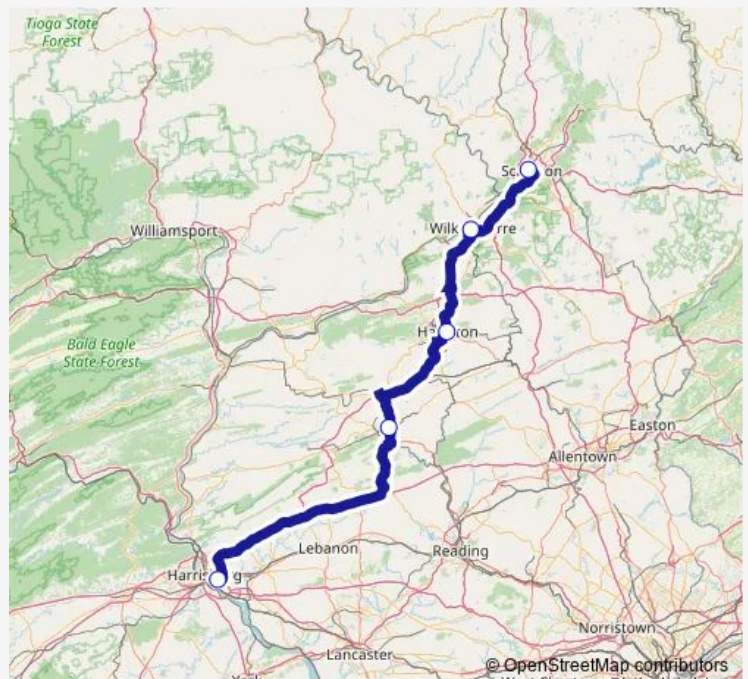 Tioga State
Forest
Williamsport
Bald Eagle
State Forest
Easton
Allentown
Lebanon
Reading
Norristown
Lancaster
© OpenStreetMap contributors